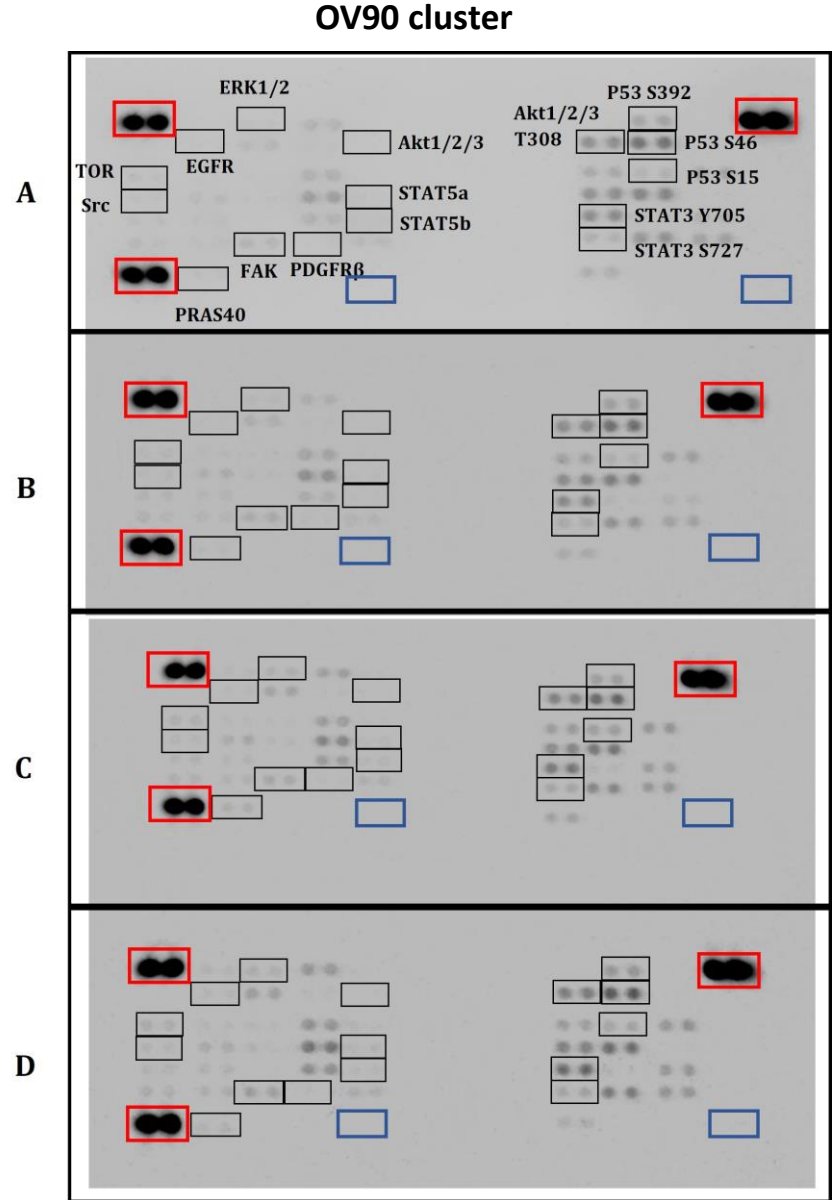 OV90 cluster
ERK1/2
P53 S392
Akt1/2/3
T308
EGFR
Akt1/2/3
P53 S46
TOR
P53 S15
A
Src
STAT5a
STAT5b
STAT3 Y705
FAK
PDGFRβ
STAT3 S727
PRAS40
B
C
D